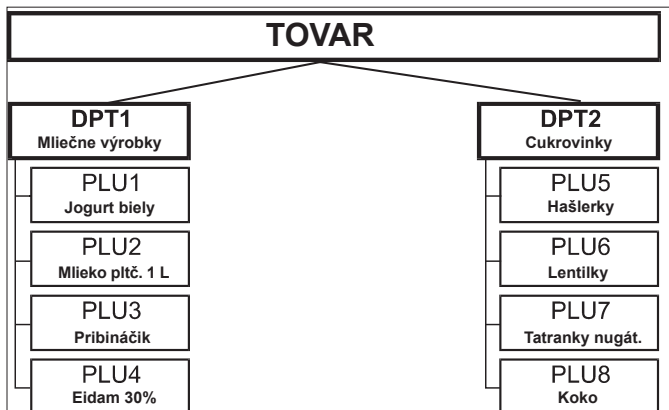 TOVAR
DPT1
Mliečne výrobky
PLU1
Jogurt biely
PLU2
Mlieko pltč. 1 L
PLU3
Pribináčik
PLU4
Eidam 30%
DPT2
Cukrovinky
PLU5
Hašlerky
PLU6
Lentilky
PLU7
Tatranky nugát.
PLU8
Koko